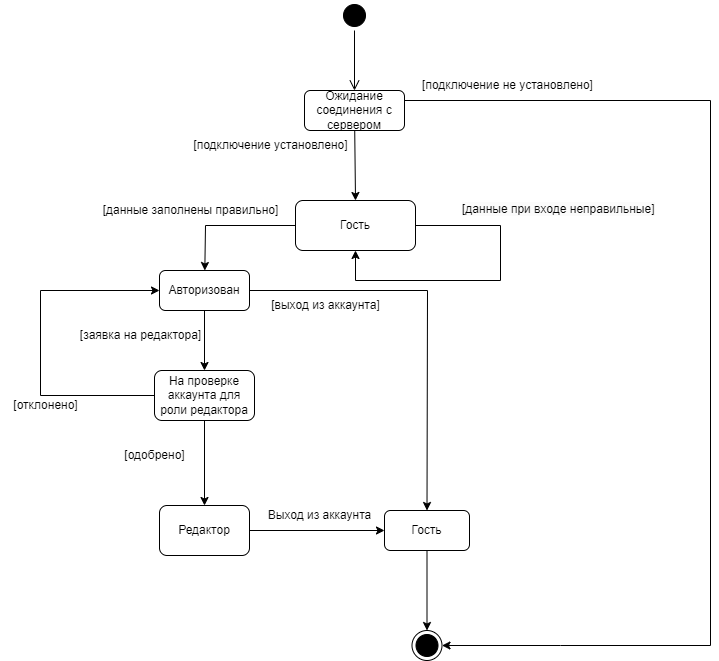 [подключение не установлено]
Ожидание
соединения с
сервером
[подключение установлено]
[данные заполнены правильно]
[данные при входе неправильные]
Гость
Авторизован
[выход из аккаунта]
[заявка на редактора]
На проверке
аккаунта для
роли редактора
[отклонено]
[одобрено]
Выход из аккаунта
Редактор
Гость